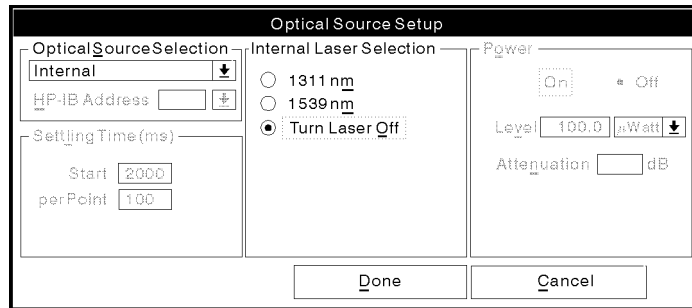 Optical Source Setup
Optical Source Selection
Internal
HP-IB Address
Settling Time (ms)
Start 2000
per Point 100
Internal Laser Selection
1311 nm
1539 nm
Turn Laser Off
Power
On Off
Level 100.0 µWatt
Attenuation dB
Done Cancel